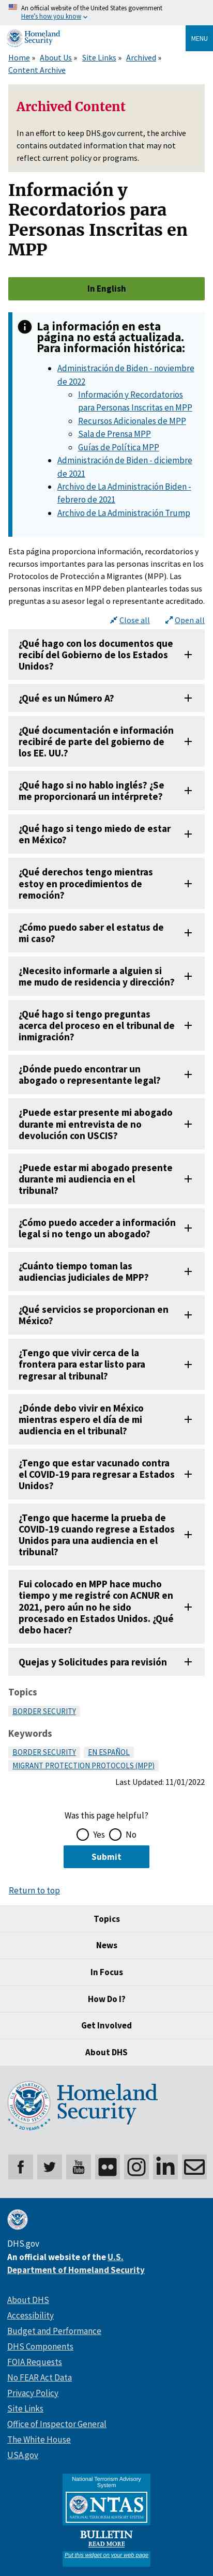 An official website of the United States government
Here's you know
Homeland
Security
MENU
Home » About Us » Site Links » Archived »
Content Archive
Archived Content
In an effort to keep DHS.gov current, the archive
contains outdated information that may not
reflect current policy or programs.
Información y
Recordatorios para
Personas Inscritas en
MPP
In English
La información en esta
página no está actualizada.
Para información histórica:
Administración de Biden - noviembre
de 2022
Información y Recordatorios
para Personas Inscritas en MPP
Recursos Adicionales de MPP
Sala de Prensa MPP
Guías de Política MPP
Administración de Biden - diciembre
de 2021
Archivo de La Administración Biden -
febrero de 2021
Archivo de La Administración Trump
Esta página proporciona información, recordatorios y
recursos importantes para las personas inscritas en los
Protocolos de Protección a Migrantes (MPP). Las
personas inscritas en MPP deberían plantear todas sus
preguntas a su asesor legal o representante acreditado.
Close all Open all
¿Qué hago con los documentos que
recibí del Gobierno de los Estados
Unidos?
¿Qué es un Número A?
¿Qué documentación e información
recibiré de parte del gobierno de
los EE. UU.?
¿Qué hago si no hablo inglés? ¿Se
me proporcionará un intérprete?
¿Qué hago si tengo miedo de estar
en México?
¿Qué derechos tengo mientras
estoy en procedimientos de
remoción?
¿Cómo puedo saber el estatus de
mi caso?
¿Necesito informarle a alguien si
me mudo de residencia y dirección?
¿Qué hago si tengo preguntas
acerca del proceso en el tribunal de
inmigración?
¿Dónde puedo encontrar un
abogado o representante legal?
¿Puede estar presente mi abogado
durante mi entrevista de no
devolución con USCIS?
¿Puede estar mi abogado presente
durante mi audiencia en el
tribunal?
¿Cómo puedo acceder a información
legal si no tengo un abogado?
¿Cuánto tiempo toman las
audiencias judiciales de MPP?
¿Qué servicios se proporcionan en
México?
¿Tengo que vivir cerca de la
frontera para estar listo para
regresar al tribunal?
¿Dónde debo vivir en México
mientras espero el día de mi
audiencia en el tribunal?
¿Tengo que estar vacunado contra
el COVID-19 para regresar a Estados
Unidos?
¿Tengo que hacerme la prueba de
COVID-19 cuando regrese a Estados
Unidos para una audiencia en el
tribunal?
Fui colocado en MPP hace mucho
tiempo y me registré con ACNUR en
2021, pero aún no he sido
procesado en Estados Unidos. ¿Qué
debo hacer?
Quejas y Solicitudes para revisión
Topics
BORDER SECURITY
Keywords
BORDER SECURITY EN ESPAÑOL
MIGRANT PROTECTION PROTOCOLS (MPP)
Last Updated: 11/01/2022
Was this page helpful?
Yes No
Submit
Return to top
Topics
News
In Focus
How Do I?
Get Involved
About DHS
Homeland
Security
20 YEARS
DHS.gov
An official website of the U.S.
Department of Homeland Security
About DHS
Accessibility
Budget and Performance
DHS Components
FOIA Requests
No FEAR Act Data
Privacy Policy
Site Links
Office of Inspector General
The White House
USA.gov
National Terrorism Advisory
System
NTAS
NATIONAL TERRORISM ADVISORY SYSTEM
BULLETIN
READ MORE
Put this widget on your web page